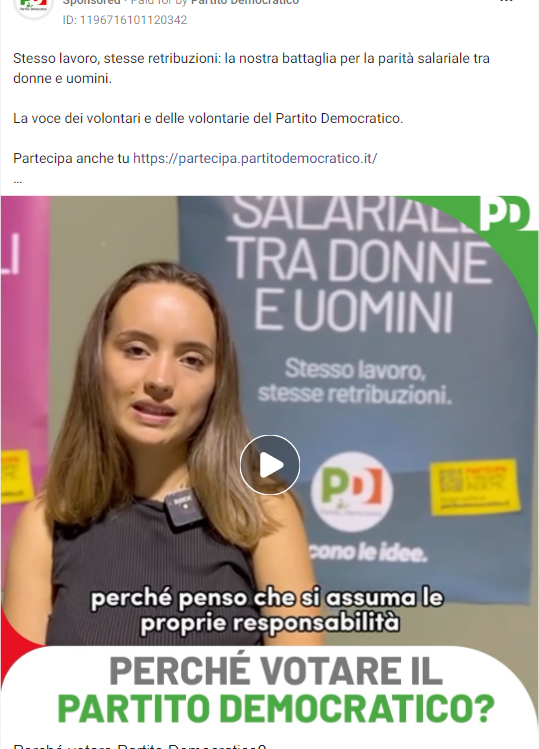 Sponsored · Paid for by Partito Democratico
ID: 1196716101120342
Stesso lavoro, stesse retribuzioni: la nostra battaglia per la parità salariale tra
donne e uomini.
La voce dei volontari e delle volontarie del Partito Democratico.
Partecipa anche tu https://partecipa.partitodemocratico.it/
...
SALARIALE
PD
TRA DONNE
E UOMINI
LI
Stesso lavoro,
stesse retribuzioni.
PD
Partito Democratico
cono le idee.
perché penso che si assuma le
proprie responsabilità
PERCHÉ VOTARE IL
PARTITO DEMOCRATICO?
Perché votare Partito Democratico?